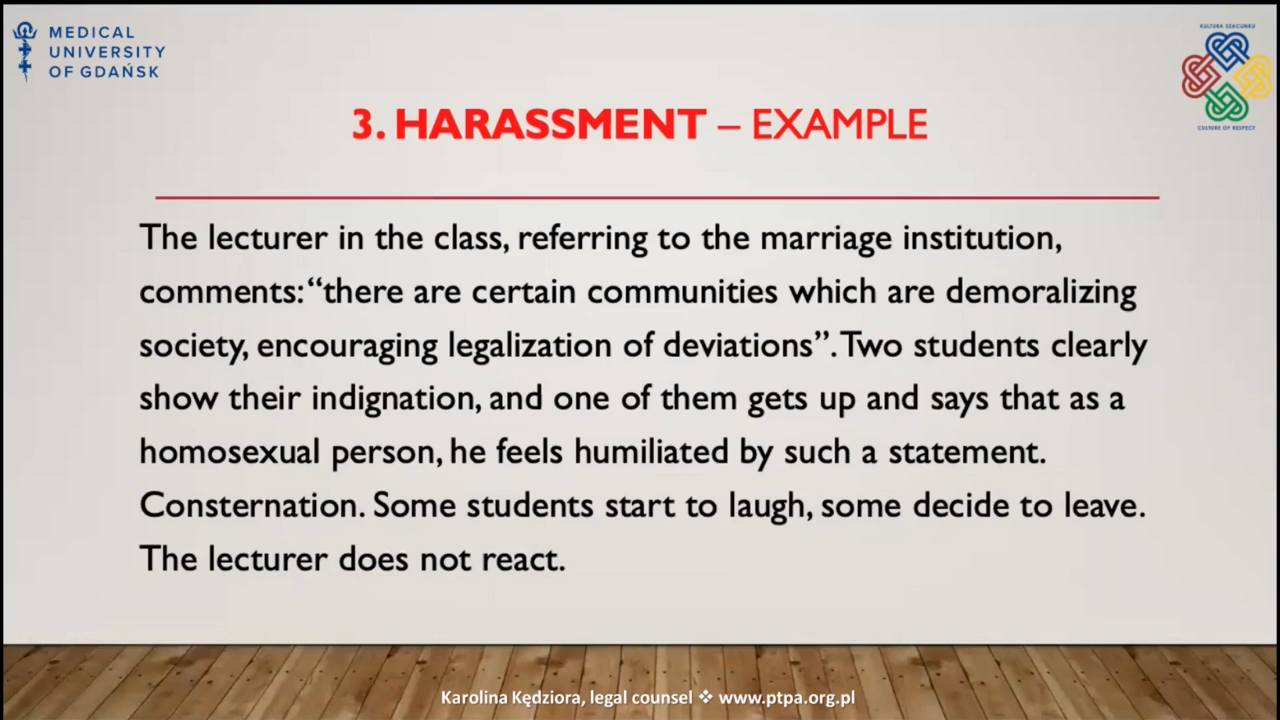 MEDICAL
UNIVERSITY
OF GDAŃSK
KULTURA SZACUNKU
CULTURE OF RESPECT
3. HARASSMENT – EXAMPLE
The lecturer in the class, referring to the marriage institution,
comments: “there are certain communities which are demoralizing
society, encouraging legalization of deviations”. Two students clearly
show their indignation, and one of them gets up and says that as a
homosexual person, he feels humiliated by such a statement.
Consternation. Some students start to laugh, some decide to leave.
The lecturer does not react.
Karolina Kędziora, legal counsel ❖ www.ptpa.org.pl